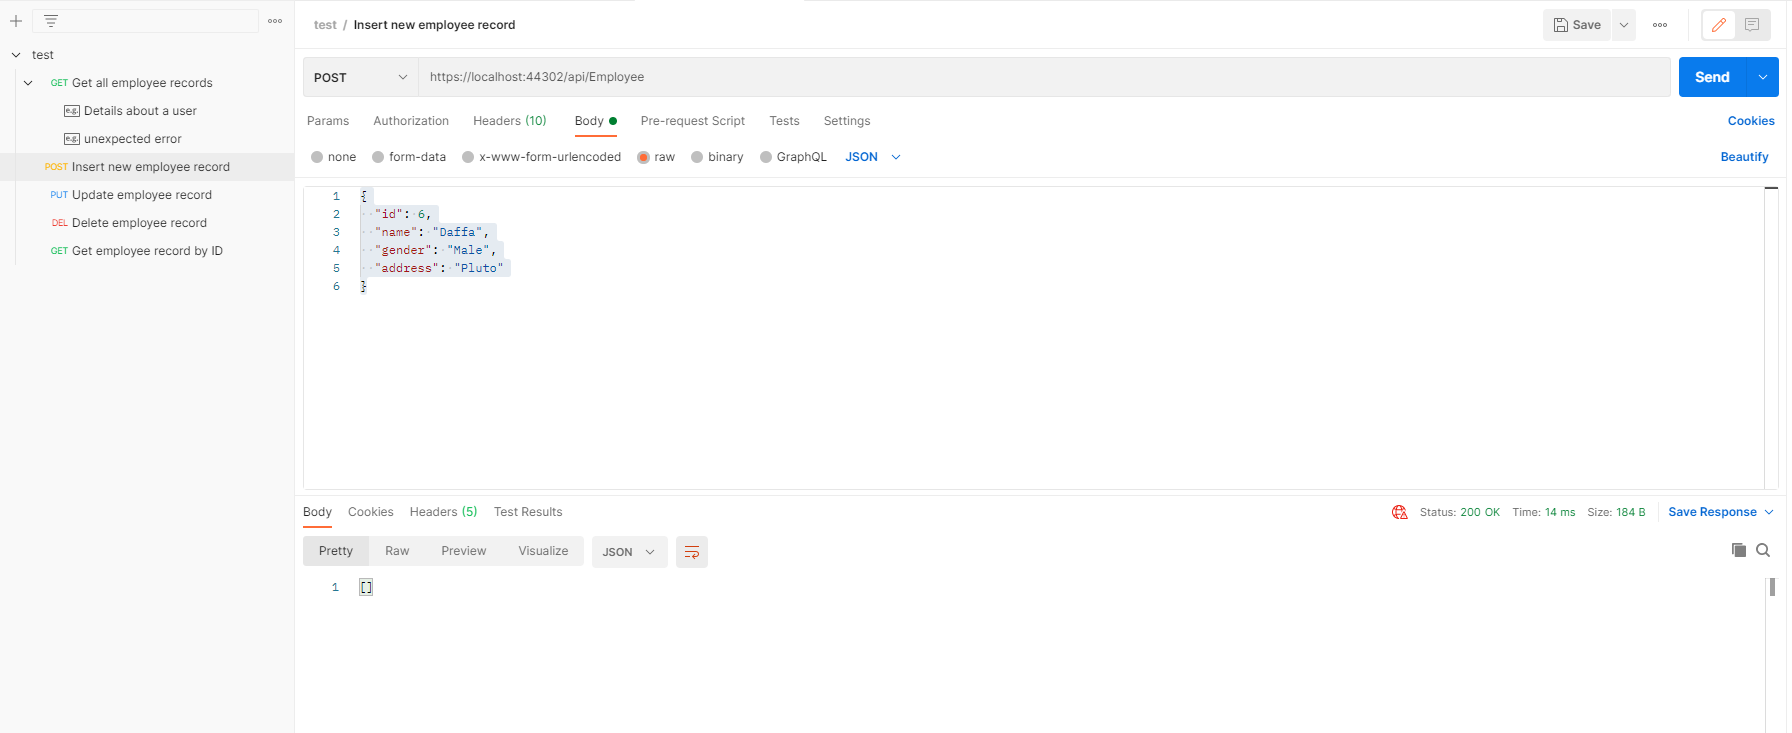 test / Insert new employee record
Save
test
GET Get all employee records
e.g. Details about a user
e.g. unexpected error
POST Insert new employee record
PUT Update employee record
DEL Delete employee record
GET Get employee record by ID
POST https://localhost:44302/api/Employee Send
Params Authorization Headers (10) Body Pre-request Script Tests Settings Cookies
none form-data x-www-form-urlencoded raw binary GraphQL JSON Beautify
1 {
2 "id": 6,
3 "name": "Daffa",
4 "gender": "Male",
5 "address": "Pluto"
6 }
Body Cookies Headers (5) Test Results Status: 200 OK Time: 14 ms Size: 184 B Save Response
Pretty Raw Preview Visualize JSON
1 []